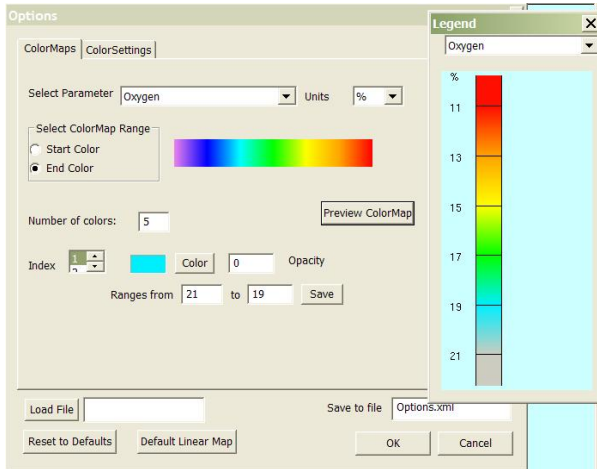 Options
ColorMaps
ColorSettings
Select Parameter
Oxygen
Units
%
Select ColorMap Range
Start Color
End Color
Number of colors:
5
Preview ColorMap
Index
1
Color
0
Opacity
Ranges from
21
to
19
Save
Load File
Save to file
Options.xml
Reset to Defaults
Default Linear Map
OK
Cancel
Legend
Oxygen
%
11
13
15
17
19
21